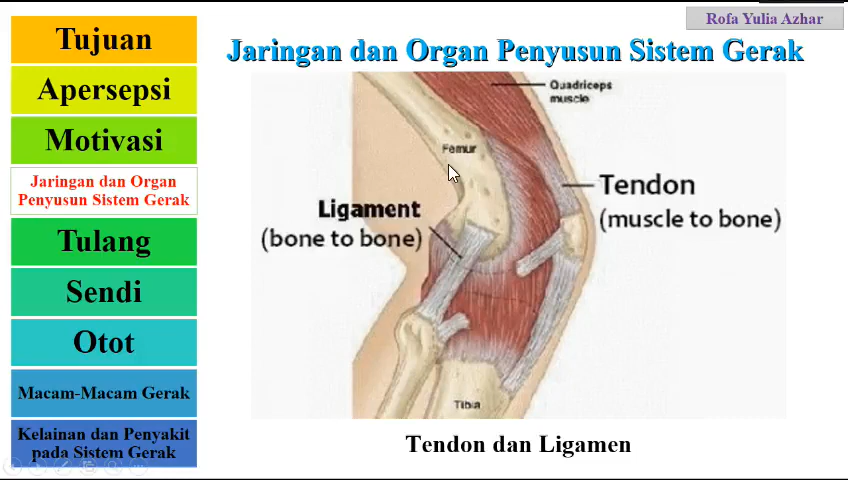 Rofa Yulia Azhar
Tujuan
Apersepsi
Motivasi
Jaringan dan Organ
Penyusun Sistem Gerak
Tulang
Sendi
Otot
Macam-Macam Gerak
Kelainan dan Penyakit
pada Sistem Gerak
Jaringan dan Organ Penyusun Sistem Gerak
Quadriceps
muscle
Femur
Tendon
(muscle to bone)
Ligament
(bone to bone)
Tibia
Tendon dan Ligamen